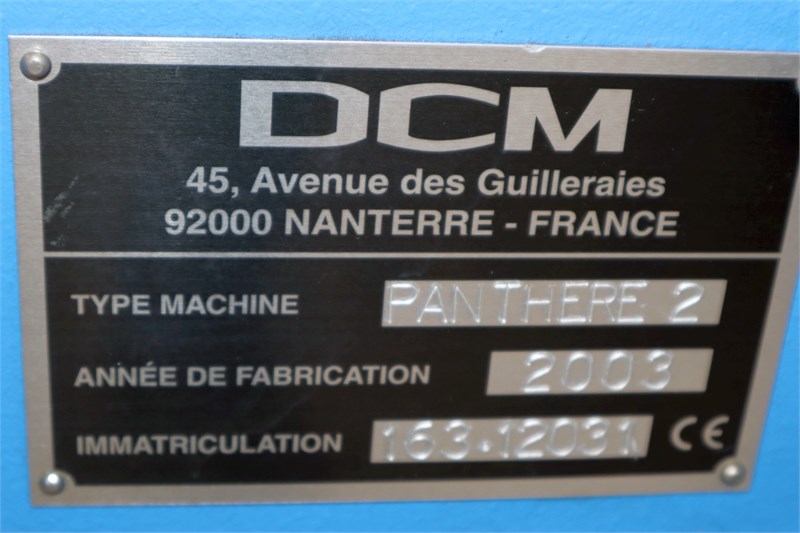 DCM
45, Avenue des Guilleraies
92000 NANTERRE - FRANCE
TYPE MACHINE PANTHERE 2
ANNÉE DE FABRICATION 2003
IMMATRICULATION 163.12031 CE